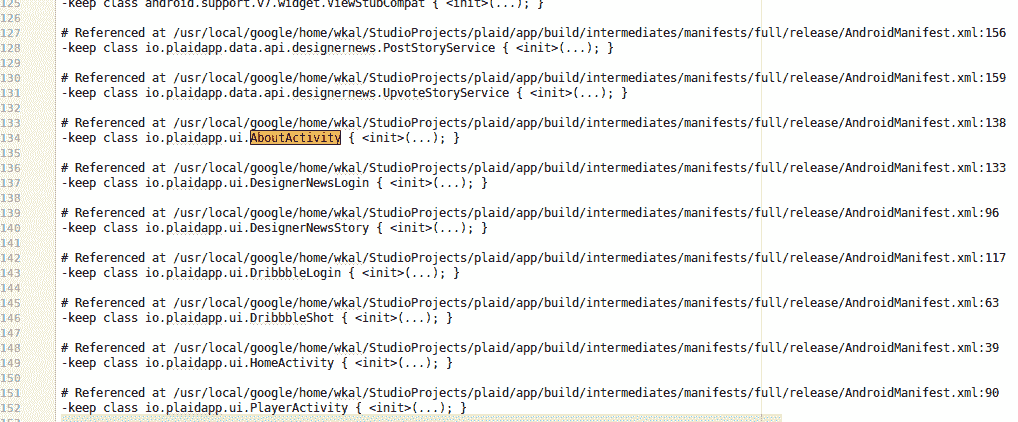 125 -keep class android.support.v7.widget.ViewStubCompat { <init>(...); }
126
127 # Referenced at /usr/local/google/home/wkal/StudioProjects/plaid/app/build/intermediates/manifests/full/release/AndroidManifest.xml:156
128 -keep class io.plaidapp.data.api.designernews.PostStoryService { <init>(...); }
129
130 # Referenced at /usr/local/google/home/wkal/StudioProjects/plaid/app/build/intermediates/manifests/full/release/AndroidManifest.xml:159
131 -keep class io.plaidapp.data.api.designernews.UpvoteStoryService { <init>(...); }
132
133 # Referenced at /usr/local/google/home/wkal/StudioProjects/plaid/app/build/intermediates/manifests/full/release/AndroidManifest.xml:138
134 -keep class io.plaidapp.ui.AboutActivity { <init>(...); }
135
136 # Referenced at /usr/local/google/home/wkal/StudioProjects/plaid/app/build/intermediates/manifests/full/release/AndroidManifest.xml:133
137 -keep class io.plaidapp.ui.DesignerNewsLogin { <init>(...); }
138
139 # Referenced at /usr/local/google/home/wkal/StudioProjects/plaid/app/build/intermediates/manifests/full/release/AndroidManifest.xml:96
140 -keep class io.plaidapp.ui.DesignerNewsStory { <init>(...); }
141
142 # Referenced at /usr/local/google/home/wkal/StudioProjects/plaid/app/build/intermediates/manifests/full/release/AndroidManifest.xml:117
143 -keep class io.plaidapp.ui.DribbbleLogin { <init>(...); }
144
145 # Referenced at /usr/local/google/home/wkal/StudioProjects/plaid/app/build/intermediates/manifests/full/release/AndroidManifest.xml:63
146 -keep class io.plaidapp.ui.DribbbleShot { <init>(...); }
147
148 # Referenced at /usr/local/google/home/wkal/StudioProjects/plaid/app/build/intermediates/manifests/full/release/AndroidManifest.xml:39
149 -keep class io.plaidapp.ui.HomeActivity { <init>(...); }
150
151 # Referenced at /usr/local/google/home/wkal/StudioProjects/plaid/app/build/intermediates/manifests/full/release/AndroidManifest.xml:90
152 -keep class io.plaidapp.ui.PlayerActivity { <init>(...); }